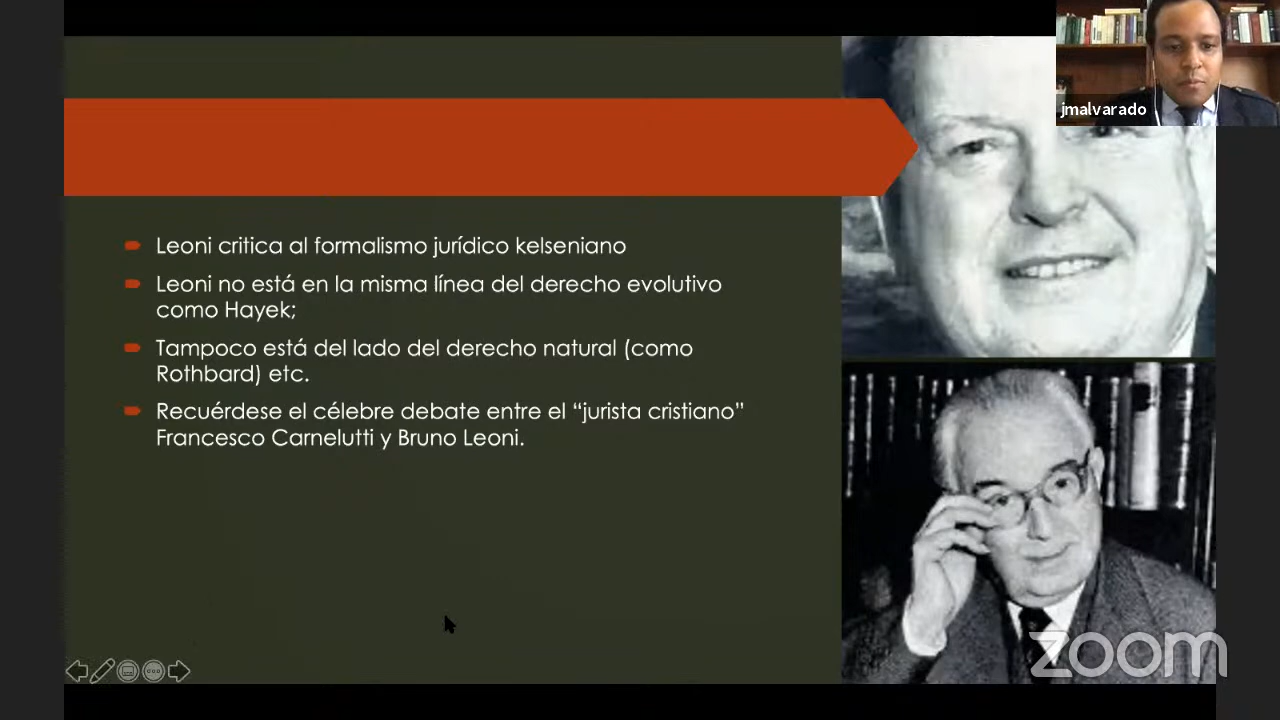 jmalvarado
Leoni critica al formalismo jurídico kelseniano
Leoni no está en la misma línea del derecho evolutivo
como Hayek;
Tampoco está del lado del derecho natural (como
Rothbard) etc.
Recuérdese el célebre debate entre el “jurista cristiano”
Francesco Carnelutti y Bruno Leoni.
zoom